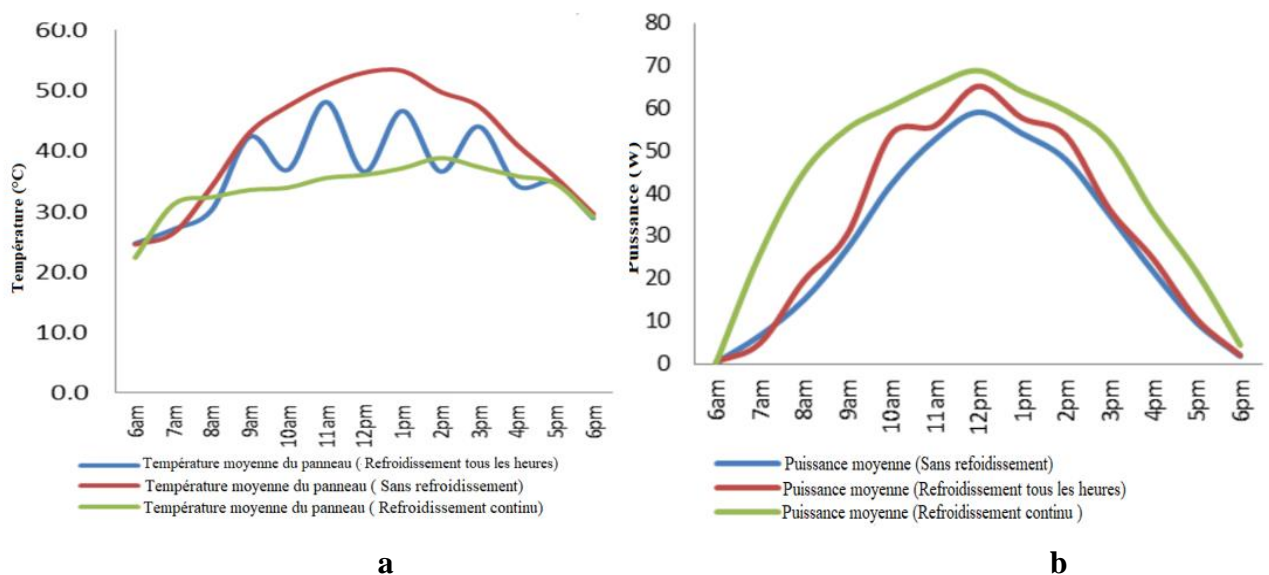 60.0
50.0
40.0
30.0
20.0
10.0
0.0
Température (°C)
6am 7am 8am 9am 10am 11am 12pm 1pm 2pm 3pm 4pm 5pm 6pm
Température moyenne du panneau ( Refroidissement tous les heures)
Température moyenne du panneau ( Sans refroidissement)
Température moyenne du panneau ( Refroidissement continu)
a
80
70
60
50
40
30
20
10
0
Puissance (W)
6am 7am 8am 9am 10am 11am 12pm 1pm 2pm 3pm 4pm 5pm 6pm
Puissance moyenne (Sans refoidissement)
Puissance moyenne (Refroidissement tous les heures)
Puissance moyenne (Refroidissement continu )
b